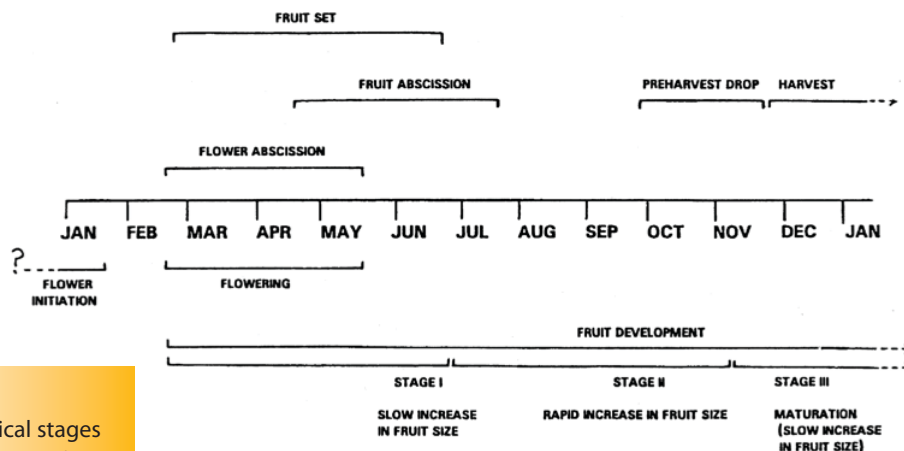 FRUIT SET
FRUIT ABSCISSION
PREHARVEST DROP
HARVEST
FLOWER ABSCISSION
JAN FEB MAR APR MAY JUN JUL AUG SEP OCT NOV DEC JAN
?
FLOWER
INITIATION
FLOWERING
FRUIT DEVELOPMENT
STAGE I
SLOW INCREASE
IN FRUIT SIZE
STAGE II
RAPID INCREASE IN FRUIT SIZE
STAGE III
MATURATION
(SLOW INCREASE
IN FRUIT SIZE)
ical stages